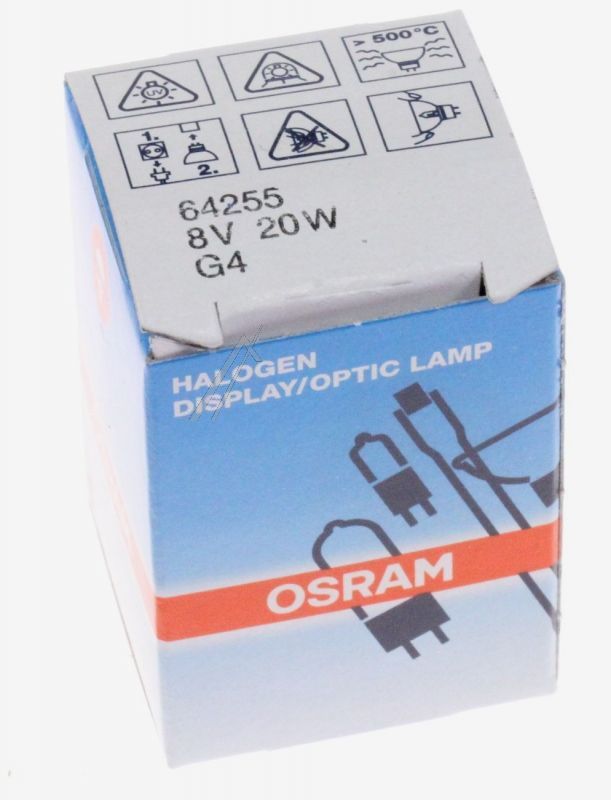 > 500°C
UV
1.
2.
64255
8V 20W
G4
HALOGEN
DISPLAY/OPTIC LAMP
OSRAM